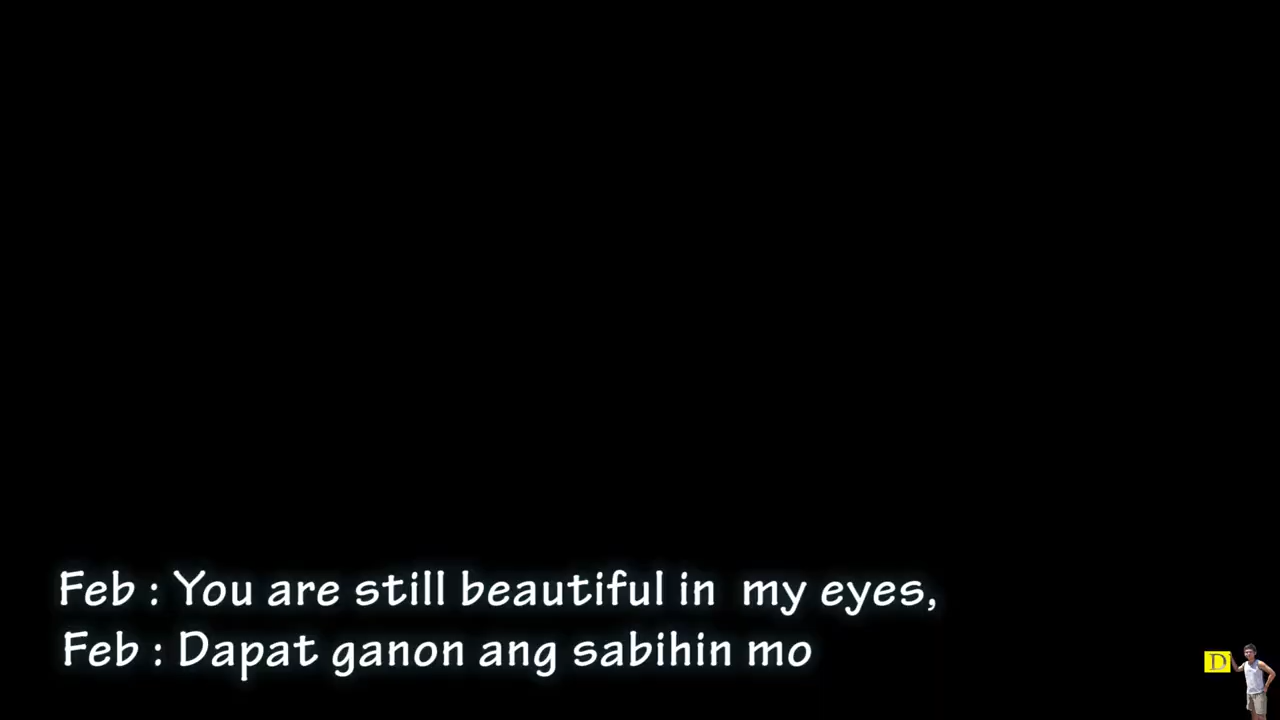 Feb : You are still beautiful in my eyes,
Feb : Dapat ganon ang sabihin mo
D